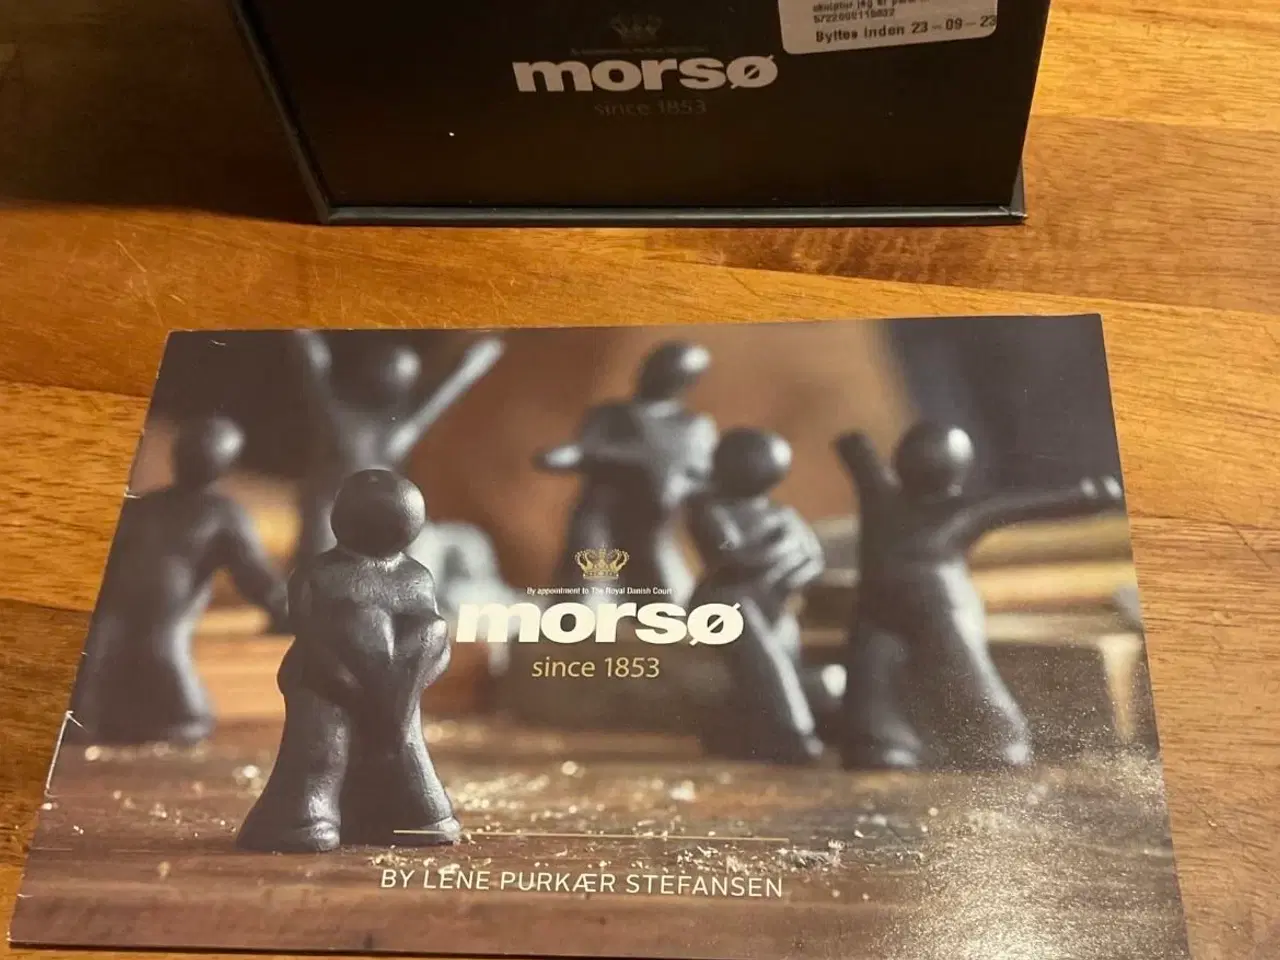 5722000110832
Byttes inden 23-09-23
morsø
since 1853
By appointment to The Royal Danish Court
morsø
since 1853
BY LENE PURKÆR STEFANSEN